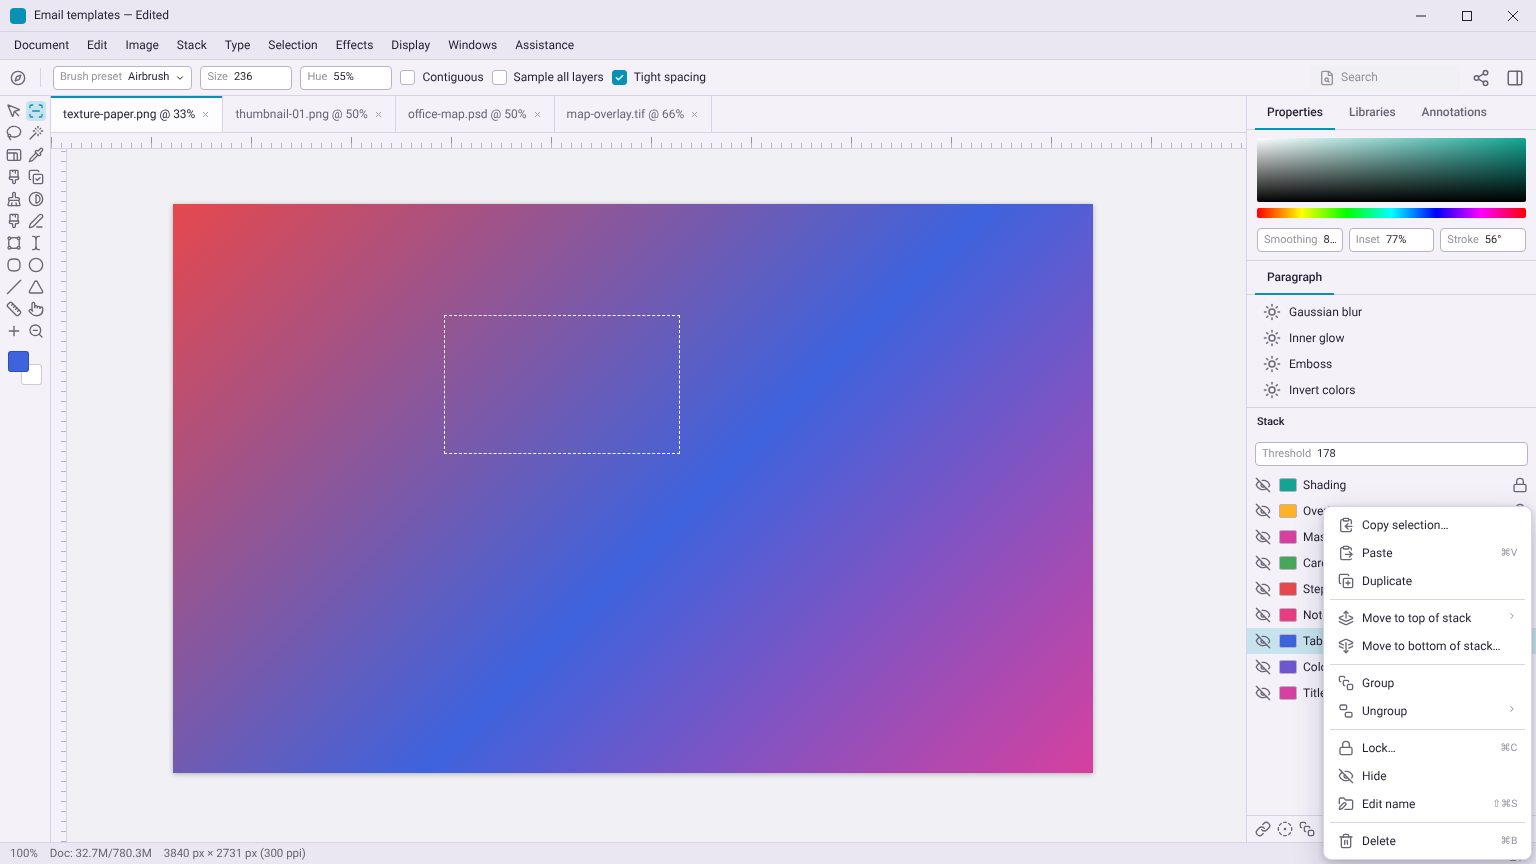 Email templates — Edited
Document Edit Image Stack Type Selection Effects Display Windows Assistance
Brush preset Airbrush Size 236 Hue 55% Contiguous Sample all layers Tight spacing Search
texture-paper.png @ 33% thumbnail-01.png @ 50% office-map.psd @ 50% map-overlay.tif @ 66%
Properties Libraries Annotations
Smoothing 8... Inset 77% Stroke 56°
Paragraph
Gaussian blur
Inner glow
Emboss
Invert colors
Stack
Threshold 178
Shading
Copy selection...
Paste ⌘V
Duplicate
Move to top of stack
Move to bottom of stack...
Group
Ungroup
Lock... ⌘C
Hide
Edit name ⇧⌘S
Delete ⌘B
100% Doc: 32.7M/780.3M 3840 px × 2731 px (300 ppi)